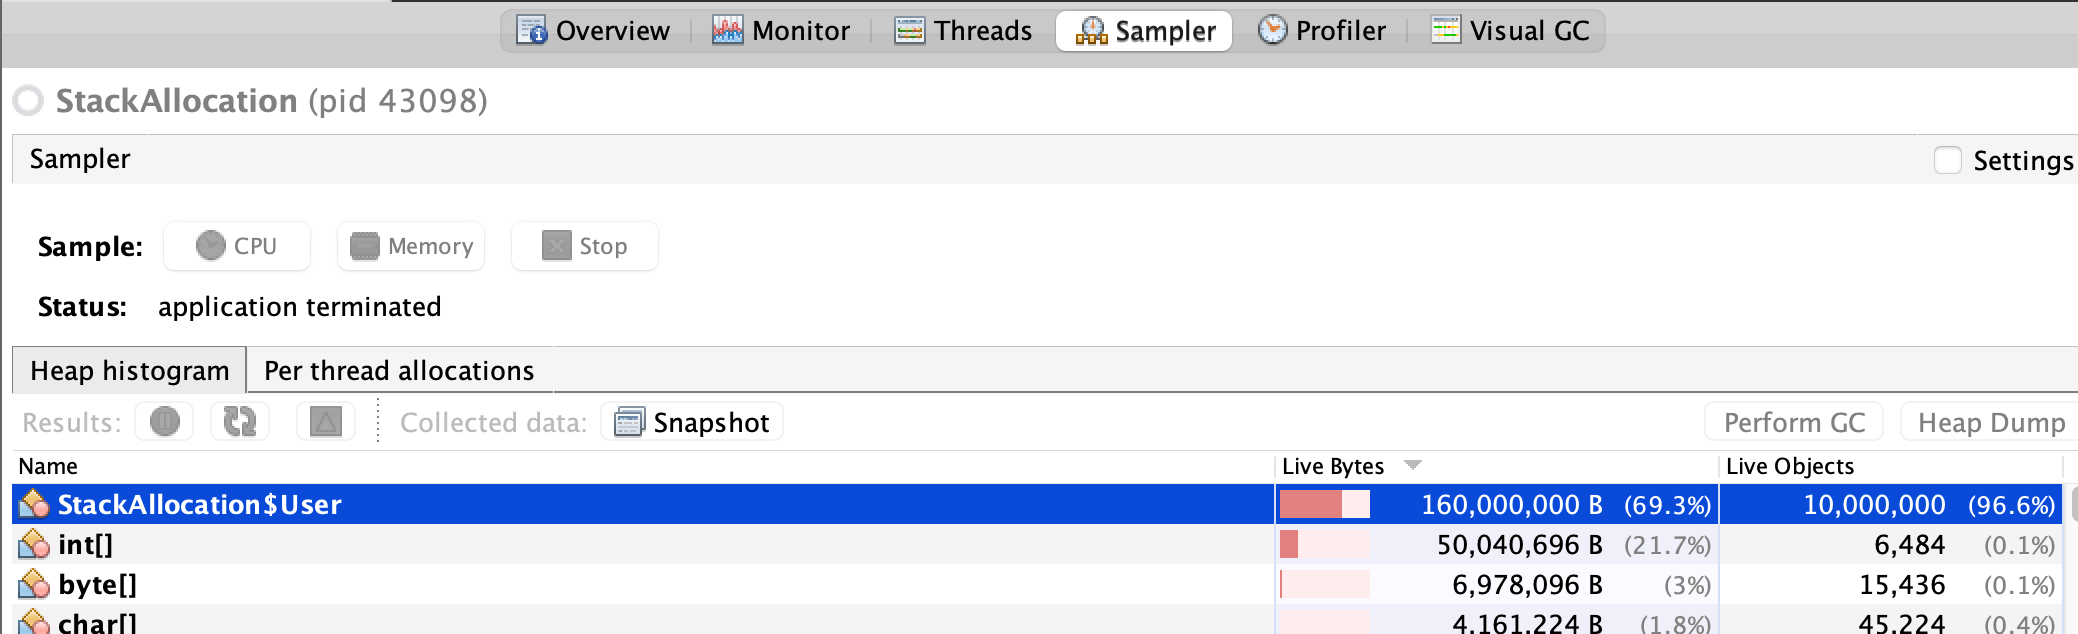 Overview Monitor Threads Sampler Profiler Visual GC
StackAllocation (pid 43098)
Sampler Settings
Sample: CPU Memory Stop
Status: application terminated
Heap histogram Per thread allocations
Results: Collected data: Snapshot Perform GC Heap Dump
Name Live Bytes Live Objects
StackAllocation$User 160,000,000 B (69.3%) 10,000,000 (96.6%)
int[] 50,040,696 B (21.7%) 6,484 (0.1%)
byte[] 6,978,096 B (3%) 15,436 (0.1%)
char[] 4,161,224 B (1.8%) 45,224 (0.4%)